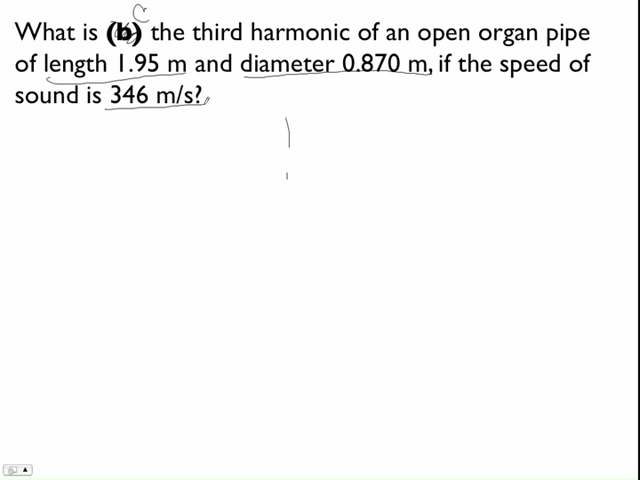 c
What is (b) the third harmonic of an open organ pipe
of length 1.95 m and diameter 0.870 m, if the speed of
sound is 346 m/s?